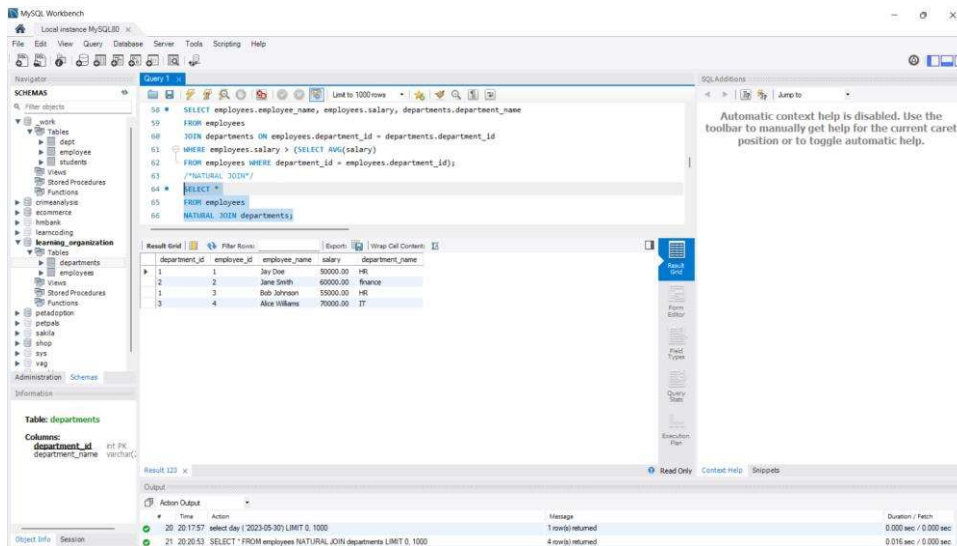 MySQL Workbench
Local instance MySQL80 ×
File Edit View Query Database Server Tools Scripting Help
Navigator
SCHEMAS
Filter objects
_work
Tables
dept
employee
students
Views
Stored Procedures
Functions
crimeanalysis
ecommerce
hmbank
learncoding
learning_organization
Tables
departments
employees
Views
Stored Procedures
Functions
petadoption
petpals
sakila
shop
sys
vag
Administration Schemas
Information
Table: departments
Columns:
department_id int PK
department_name varchar(
Object Info Session
Query 1 ×
Limit to 1000 rows
58 SELECT employees.employee_name, employees.salary, departments.department_name
59 FROM employees
60 JOIN departments ON employees.department_id = departments.department_id
61 WHERE employees.salary > (SELECT AVG(salary)
62 FROM employees WHERE department_id = employees.department_id);
63 /*NATURAL JOIN*/
64 SELECT *
65 FROM employees
66 NATURAL JOIN departments;
Result Grid Filter Rows: Export: Wrap Cell Content:
department_id employee_id employee_name salary department_name
1 1 Jay Doe 50000.00 HR
2 2 Jane Smith 60000.00 finance
1 3 Bob Johnson 55000.00 HR
3 4 Alice Williams 70000.00 IT
Result Grid
Form Editor
Field Types
Query Stats
Execution Plan
Result 123 ×
Read Only
SQLAdditions
Jump to
Automatic context help is disabled. Use the
toolbar to manually get help for the current caret
position or to toggle automatic help.
Context Help Snippets
Output
Action Output
# Time Action Message Duration / Fetch
20 20:17:57 select day ('2023-05-30') LIMIT 0, 1000 1 row(s) returned 0.000 sec / 0.000 sec
21 20:20:53 SELECT * FROM employees NATURAL JOIN departments LIMIT 0, 1000 4 row(s) returned 0.016 sec / 0.000 sec